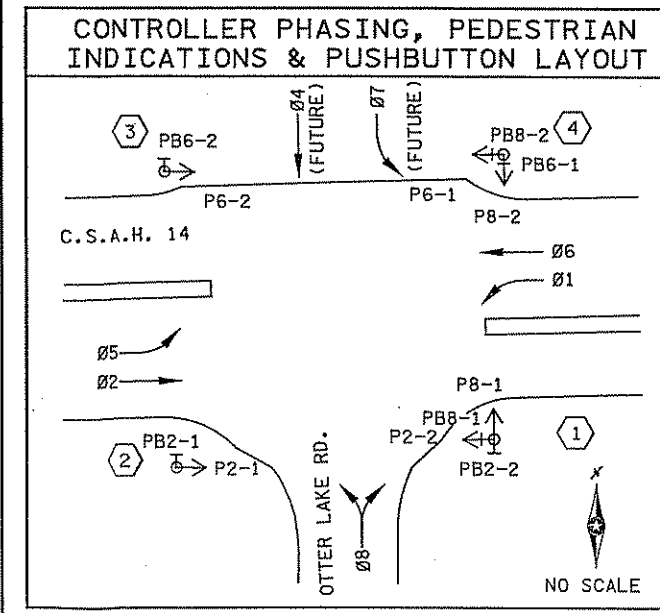 CONTROLLER PHASING, PEDESTRIAN
INDICATIONS & PUSHBUTTON LAYOUT
3
PB6-2
Ø4
(FUTURE)
Ø7
(FUTURE)
PB8-2
4
PB6-1
P6-2
P6-1
P8-2
C.S.A.H. 14
Ø6
Ø1
Ø5
Ø2
P8-1
PB8-1
PB2-1
P2-2
1
2
P2-1
PB2-2
OTTER LAKE RD.
Ø8
NO SCALE